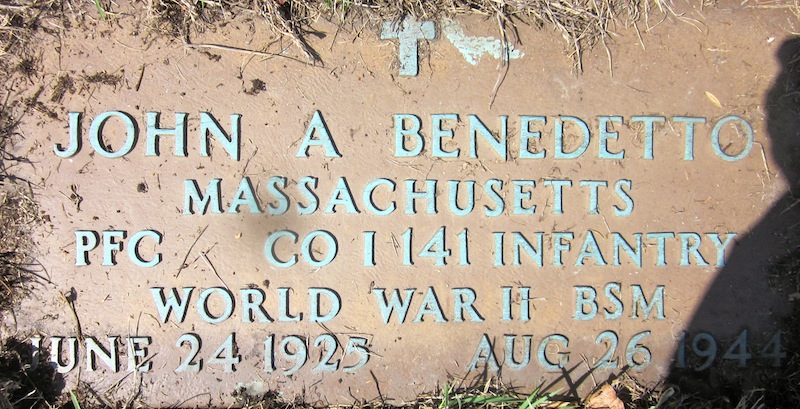 JOHN A BENEDETTO
MASSACHUSETTS
PFC CO I 141 INFANTRY
WORLD WAR II BSM
JUNE 24 1925 AUG 26 1944